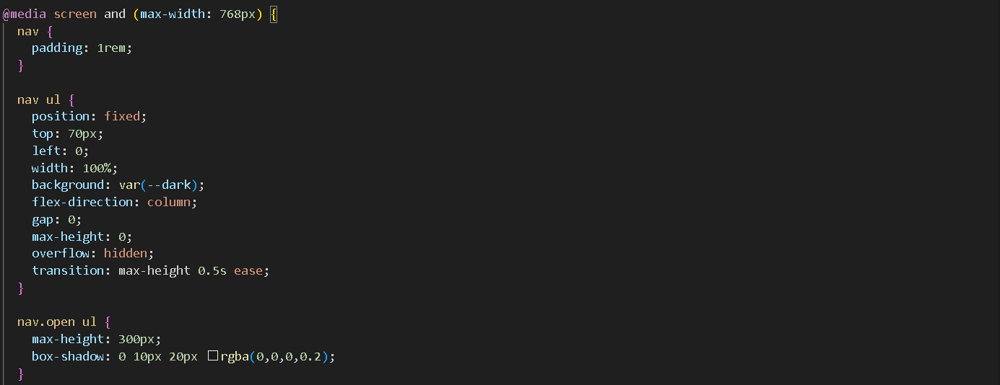 @media screen and (max-width: 768px) {
  nav {
    padding: 1rem;
  }

  nav ul {
    position: fixed;
    top: 70px;
    left: 0;
    width: 100%;
    background: var(--dark);
    flex-direction: column;
    gap: 0;
    max-height: 0;
    overflow: hidden;
    transition: max-height 0.5s ease;
  }

  nav.open ul {
    max-height: 300px;
    box-shadow: 0 10px 20px rgba(0,0,0,0.2);
  }